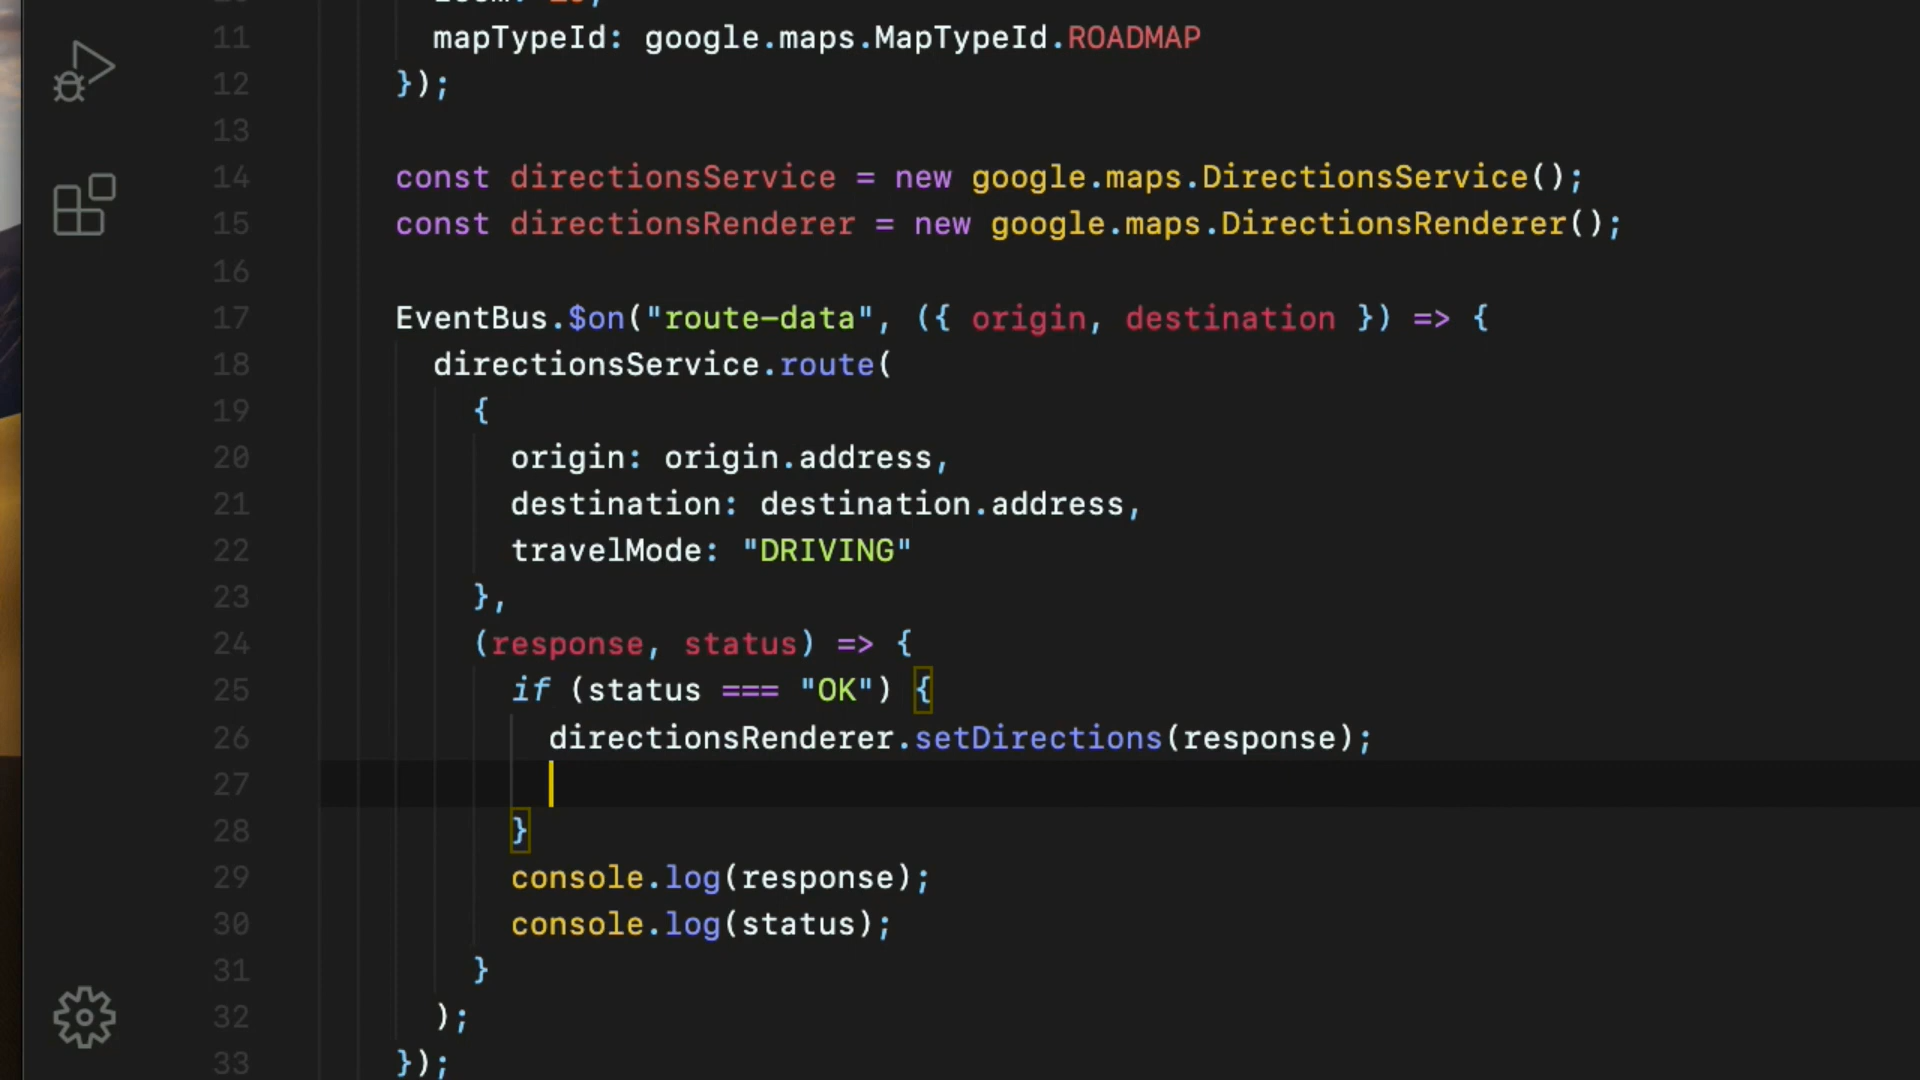 11 mapTypeId: google.maps.MapTypeId.ROADMAP
12 });
13
14 const directionsService = new google.maps.DirectionsService();
15 const directionsRenderer = new google.maps.DirectionsRenderer();
16
17 EventBus.$on("route-data", ({ origin, destination }) => {
18 directionsService.route(
19 {
20 origin: origin.address,
21 destination: destination.address,
22 travelMode: "DRIVING"
23 },
24 (response, status) => {
25 if (status === "OK") {
26 directionsRenderer.setDirections(response);
27
28 }
29 console.log(response);
30 console.log(status);
31 }
32 );
33 });